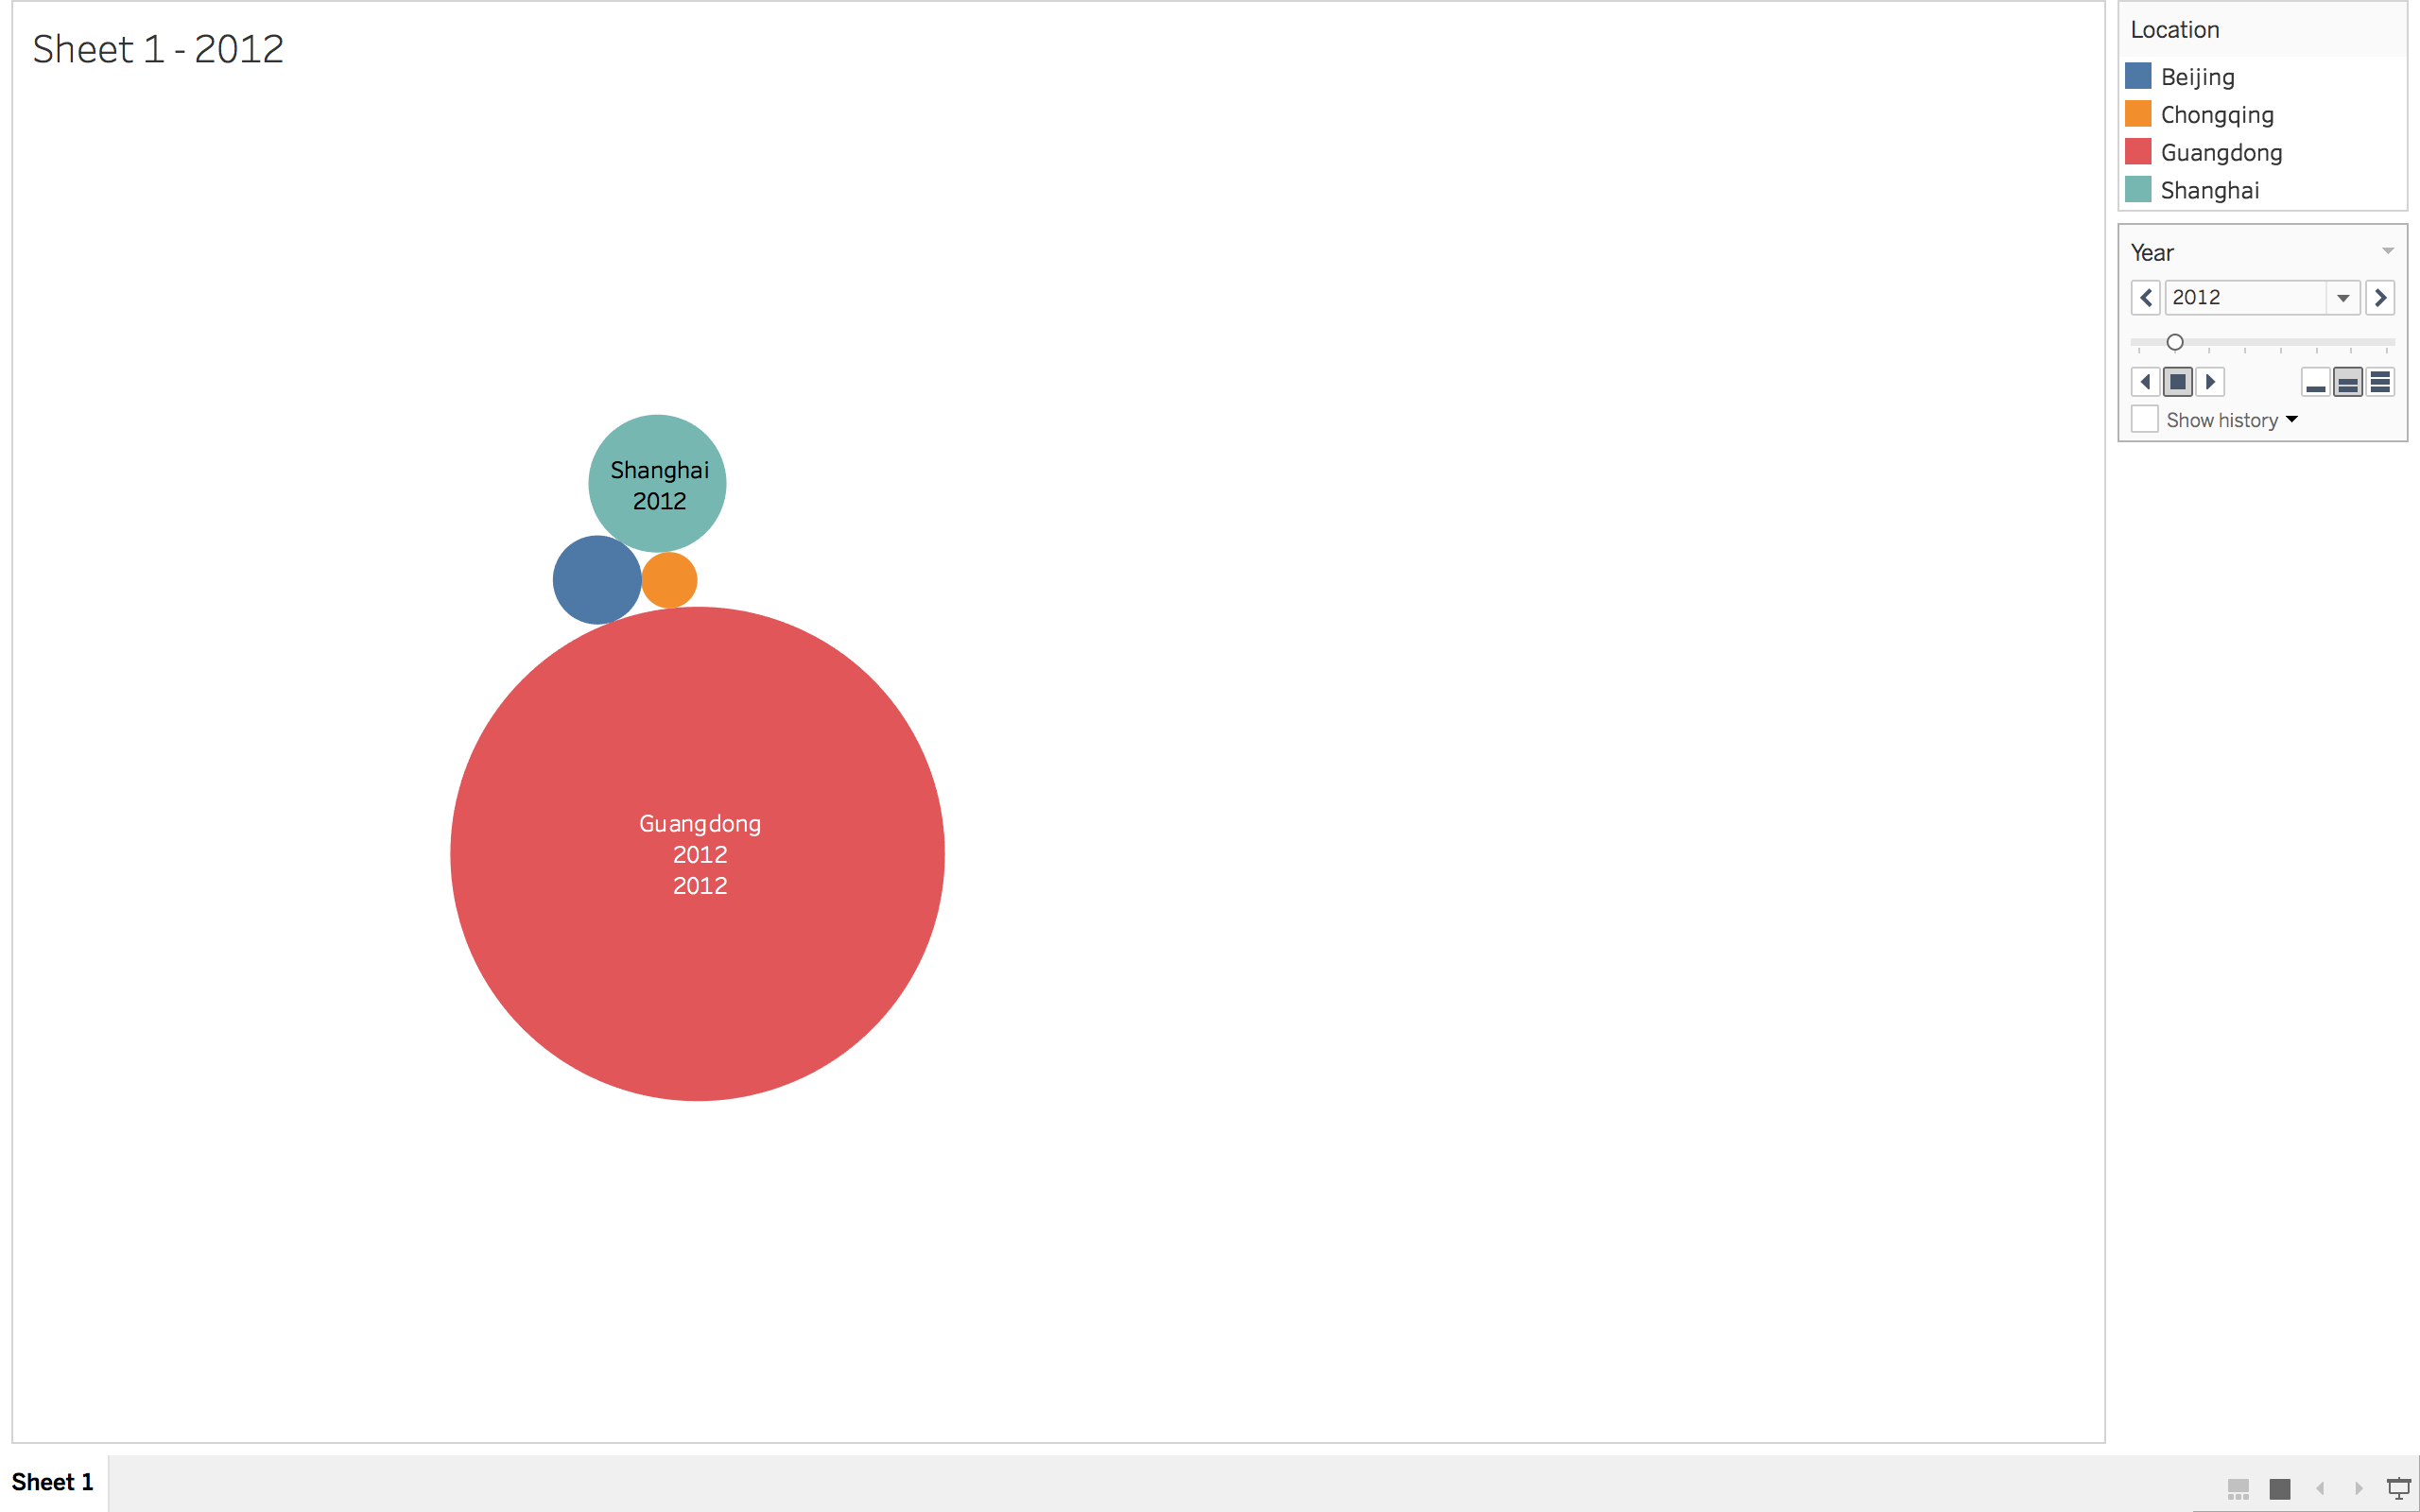 Sheet 1 - 2012
Location
Beijing
Chongqing
Guangdong
Shanghai
Year
2012
Show history
Shanghai
2012
Guangdong
2012
2012
Sheet 1